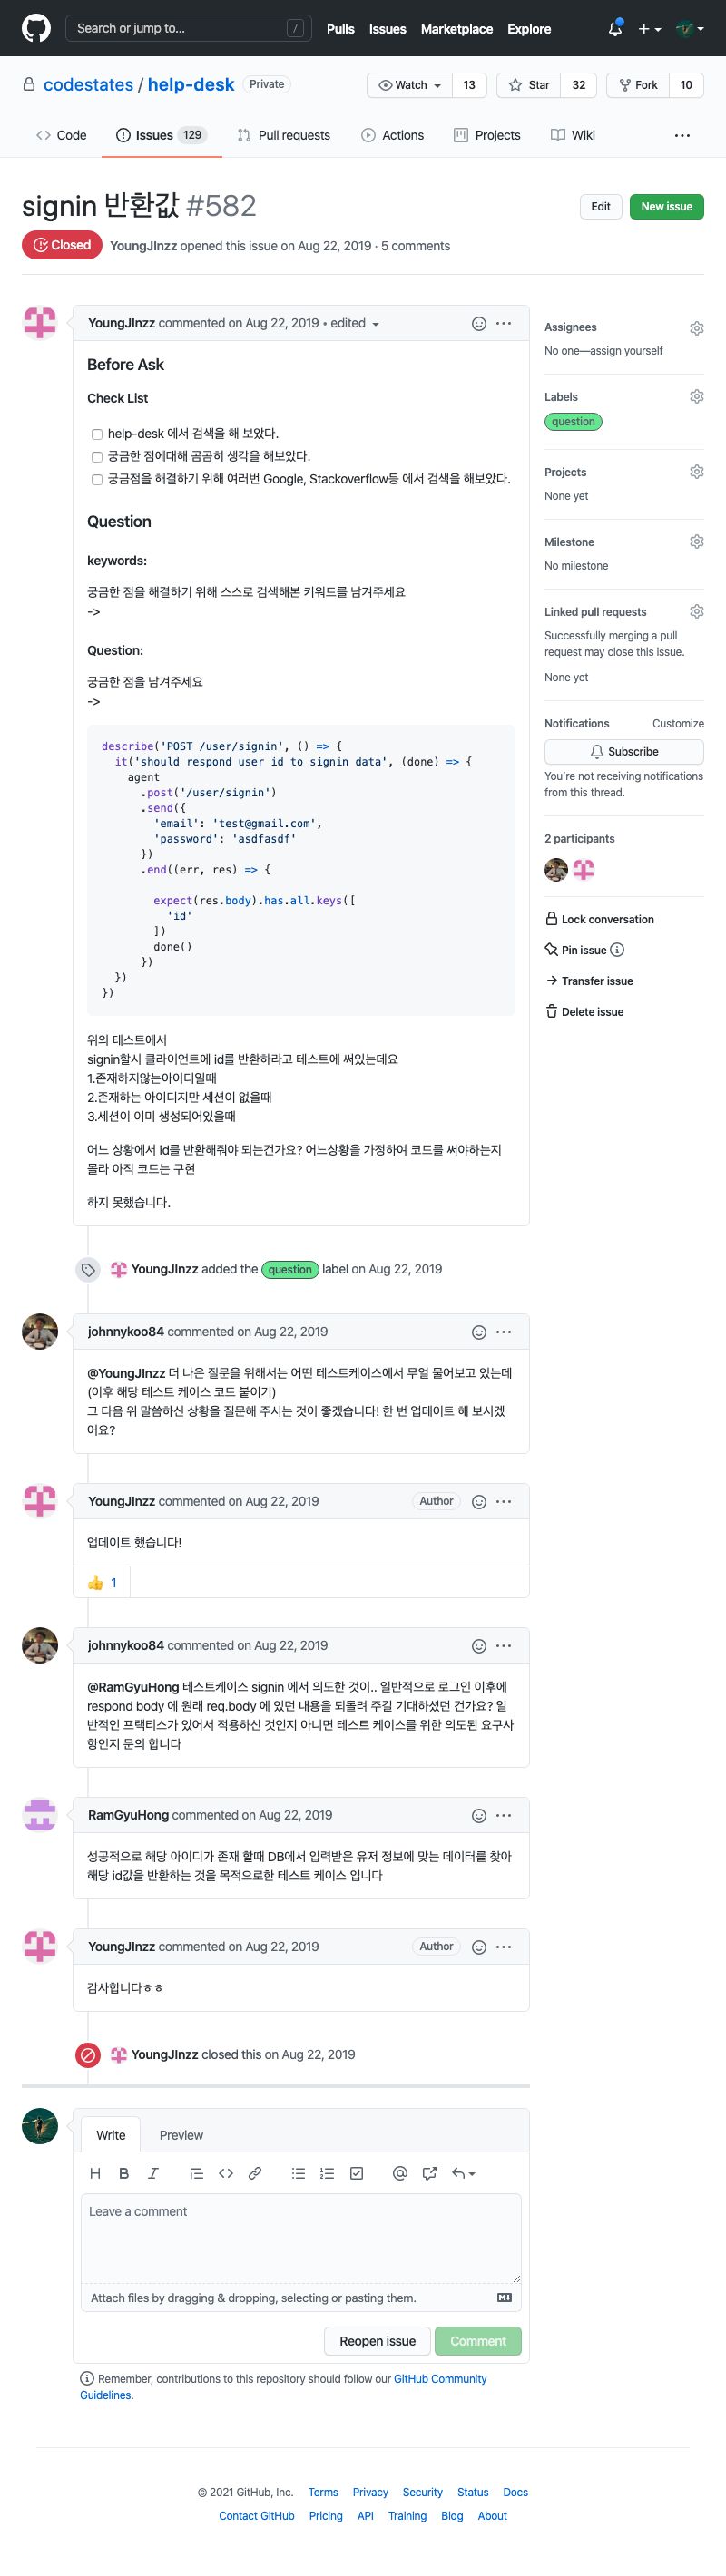 Search or jump to... /
Pulls Issues Marketplace Explore
codestates / help-desk Private
Watch 13 Star 32 Fork 10
Code Issues 129 Pull requests Actions Projects Wiki ...
signin 반환값 #582
Edit New issue
Closed YoungJInzz opened this issue on Aug 22, 2019 · 5 comments
YoungJInzz commented on Aug 22, 2019 • edited
Before Ask
Check List
help-desk 에서 검색을 해 보았다.
궁금한 점에대해 곰곰히 생각을 해보았다.
궁금점을 해결하기 위해 여러번 Google, Stackoverflow등 에서 검색을 해보았다.
Question
keywords:
궁금한 점을 해결하기 위해 스스로 검색해본 키워드를 남겨주세요
->
Question:
궁금한 점을 남겨주세요
->
describe('POST /user/signin', () => {
it('should respond user id to signin data', (done) => {
agent
.post('/user/signin')
.send({
'email': 'test@gmail.com',
'password': 'asdfasdf'
})
.end((err, res) => {
expect(res.body).has.all.keys([
'id'
])
done()
})
})
})
위의 테스트에서
signin할시 클라이언트에 id를 반환하라고 테스트에 써있는데요
1.존재하지않는아이디일때
2.존재하는 아이디지만 세션이 없을때
3.세션이 이미 생성되어있을때
어느 상황에서 id를 반환해줘야 되는건가요? 어느상황을 가정하여 코드를 써야하는지
몰라 아직 코드는 구현
하지 못했습니다.
Assignees
No one—assign yourself
Labels
question
Projects
None yet
Milestone
No milestone
Linked pull requests
Successfully merging a pull
request may close this issue.
None yet
Notifications Customize
Subscribe
You're not receiving notifications
from this thread.
2 participants
Lock conversation
Pin issue
Transfer issue
Delete issue
YoungJInzz added the question label on Aug 22, 2019
johnnykoo84 commented on Aug 22, 2019
@YoungJInzz 더 나은 질문을 위해서는 어떤 테스트케이스에서 무얼 물어보고 있는데
(이후 해당 테스트 케이스 코드 붙이기)
그 다음 위 말씀하신 상황을 질문해 주시는 것이 좋겠습니다! 한 번 업데이트 해 보시겠
어요?
YoungJInzz commented on Aug 22, 2019 Author
업데이트 했습니다!
👍 1
johnnykoo84 commented on Aug 22, 2019
@RamGyuHong 테스트케이스 signin 에서 의도한 것이.. 일반적으로 로그인 이후에
respond body 에 원래 req.body 에 있던 내용을 되돌려 주길 기대하셨던 건가요? 일
반적인 프랙티스가 있어서 적용하신 것인지 아니면 테스트 케이스를 위한 의도된 요구사
항인지 문의 합니다
RamGyuHong commented on Aug 22, 2019
성공적으로 해당 아이디가 존재 할때 DB에서 입력받은 유저 정보에 맞는 데이터를 찾아
해당 id값을 반환하는 것을 목적으로한 테스트 케이스 입니다
YoungJInzz commented on Aug 22, 2019 Author
감사합니다ㅎㅎ
YoungJInzz closed this on Aug 22, 2019
Write Preview
Leave a comment
Attach files by dragging & dropping, selecting or pasting them.
Reopen issue Comment
Remember, contributions to this repository should follow our GitHub Community
Guidelines.
© 2021 GitHub, Inc. Terms Privacy Security Status Docs
Contact GitHub Pricing API Training Blog About